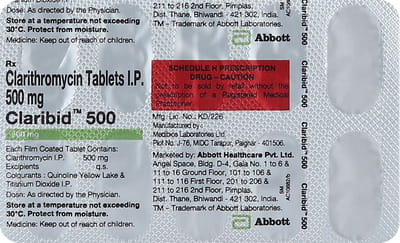 Dose: As directed by the Physician.
Store at a temperature not exceeding
30°C. Protect from moisture.
Medicine: Keep out of reach of children.
211 to 216 2nd Floor, Pimplas,
Dist. Thane, Bhiwandi - 421 302, India.
TM – Trademark of Abbott Laboratories.
Abbott
Rx
Clarithromycin Tablets I.P.
500 mg
Claribid™ 500
500 mg
Each Film Coated Tablet Contains:
Clarithromycin I.P. 500 mg
Excipients q.s.
Colourants: Quinoline Yellow Lake &
Titanium Dioxide I.P.
Dose: As directed by the Physician.
Store at a temperature not exceeding
30°C. Protect from moisture.
Medicine: Keep out of reach of children.
SCHEDULE H PRESCRIPTION
DRUG – CAUTION
Not to be sold by retail without the
prescription of a Registered Medical
Practitioner.
Mfg. Lic. No.: KD/226
Manufactured by
Medibios Laboratories Ltd.
Plot No. J-76, MIDC Tarapur, Palghar - 401506.
Marketed by: Abbott Healthcare Pvt. Ltd.
Angel Space, Bldg. D-4, Gala No. 1 to 6 &
11 to 16 Ground Floor, 101 to 106 &
111 to 116 First Floor, 201 to 206 &
211 to 216 2nd Floor, Pimplas,
Dist. Thane, Bhiwandi - 421 302, India.
TM – Trademark of Abbott Laboratories.
Abbott